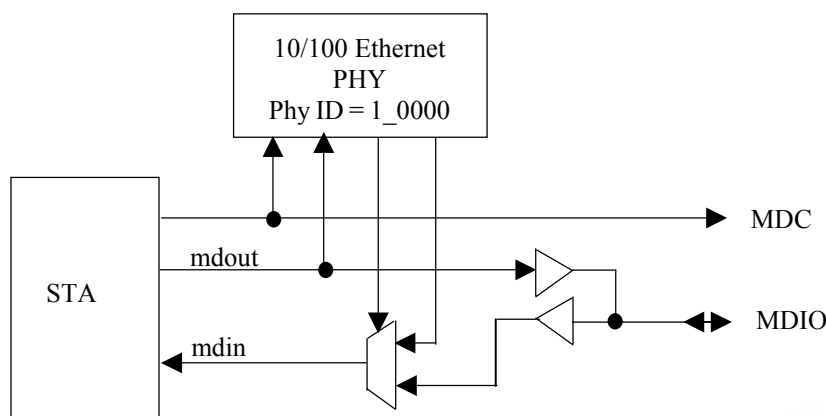 10/100 Ethernet
PHY
Phy ID = 1_0000
MDC
mdout
STA
MDIO
mdin